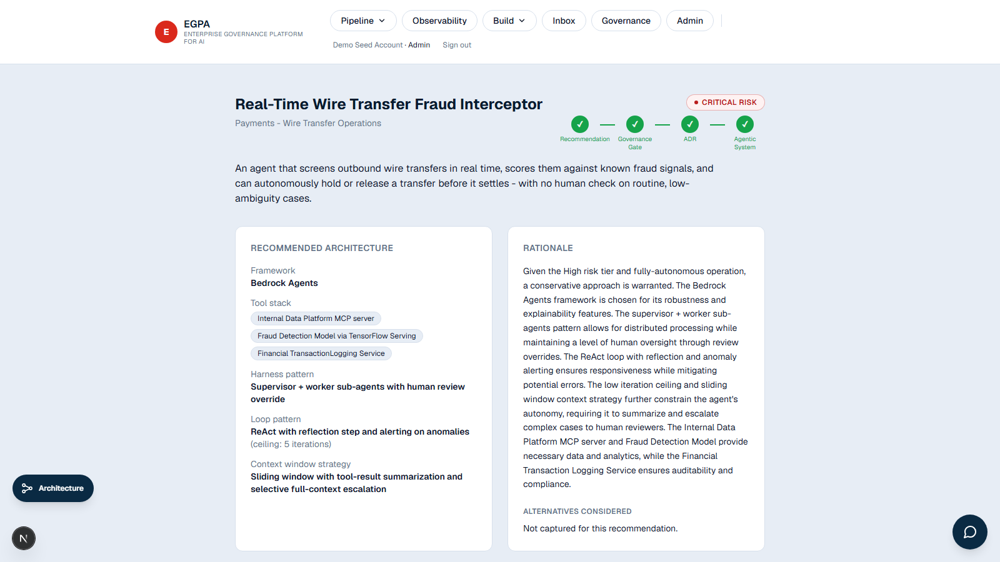 E
EGPA
ENTERPRISE GOVERNANCE PLATFORM
FOR AI
Pipeline
Observability
Build
Inbox
Governance
Admin
Demo Seed Account · Admin
Sign out
Real-Time Wire Transfer Fraud Interceptor
Payments - Wire Transfer Operations
CRITICAL RISK
Recommendation
Governance
Gate
ADR
Agentic
System
An agent that screens outbound wire transfers in real time, scores them against known fraud signals, and
can autonomously hold or release a transfer before it settles - with no human check on routine, low-
ambiguity cases.
RECOMMENDED ARCHITECTURE
Framework
Bedrock Agents
Tool stack
Internal Data Platform MCP server
Fraud Detection Model via TensorFlow Serving
Financial TransactionLogging Service
Harness pattern
Supervisor + worker sub-agents with human review
override
Loop pattern
ReAct with reflection step and alerting on anomalies
(ceiling: 5 iterations)
Context window strategy
Sliding window with tool-result summarization and
selective full-context escalation
RATIONALE
Given the High risk tier and fully-autonomous operation,
a conservative approach is warranted. The Bedrock
Agents framework is chosen for its robustness and
explainability features. The supervisor + worker sub-
agents pattern allows for distributed processing while
maintaining a level of human oversight through review
overrides. The ReAct loop with reflection and anomaly
alerting ensures responsiveness while mitigating
potential errors. The low iteration ceiling and sliding
window context strategy further constrain the agent's
autonomy, requiring it to summarize and escalate
complex cases to human reviewers. The Internal Data
Platform MCP server and Fraud Detection Model provide
necessary data and analytics, while the Financial
Transaction Logging Service ensures auditability and
compliance.
ALTERNATIVES CONSIDERED
Not captured for this recommendation.
Architecture
N